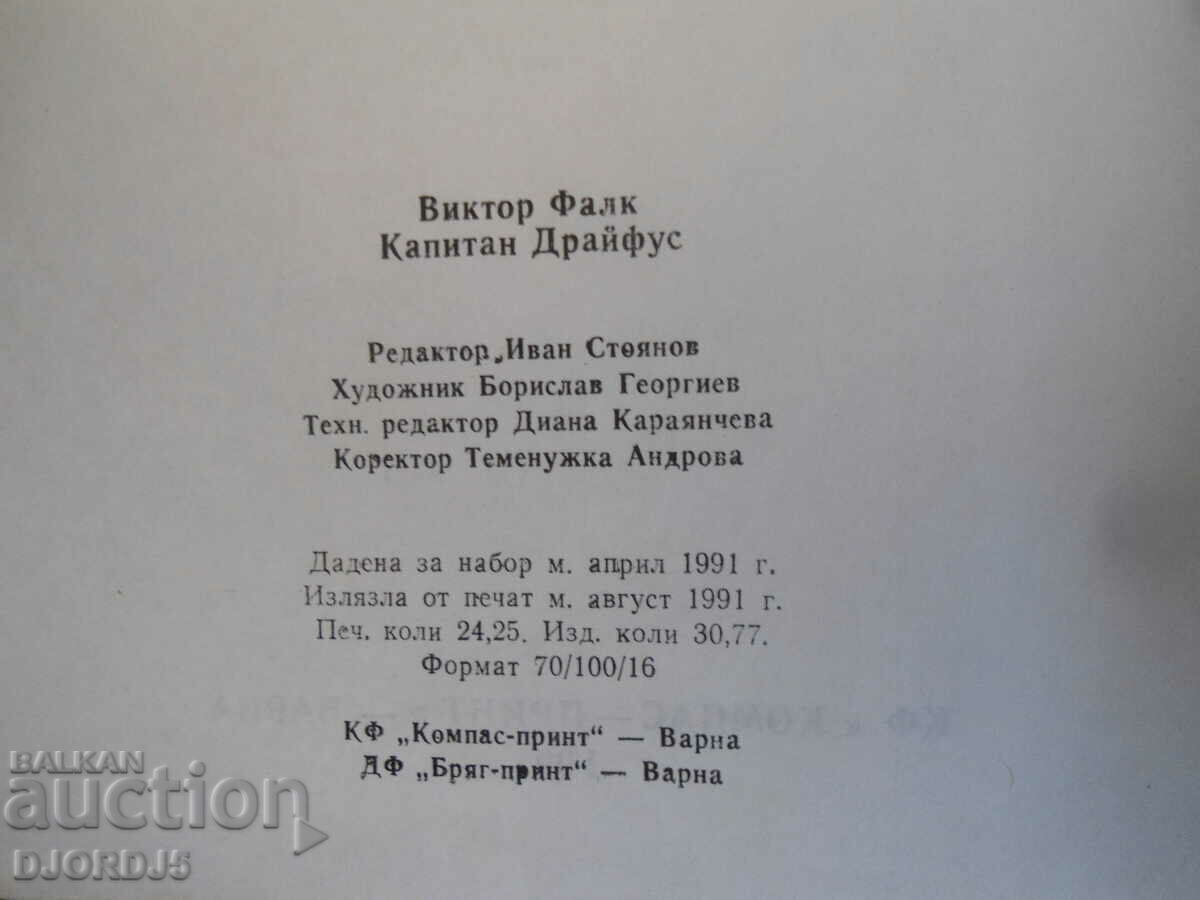 Виктор Фалк
Капитан Драйфус
Редактор Иван Стоянов
Художник Борислав Георгиев
Техн. редактор Диана Караянчева
Коректор Теменужка Андрова
Дадена за набор м. април 1991 г.
Излязла от печат м. август 1991 г.
Печ. коли 24,25. Изд. коли 30,77.
Формат 70/100/16
КФ „Компас-принт“ — Варна
ДФ „Бряг-принт“ — Варна
BALKAN
auction
DJORDJ5